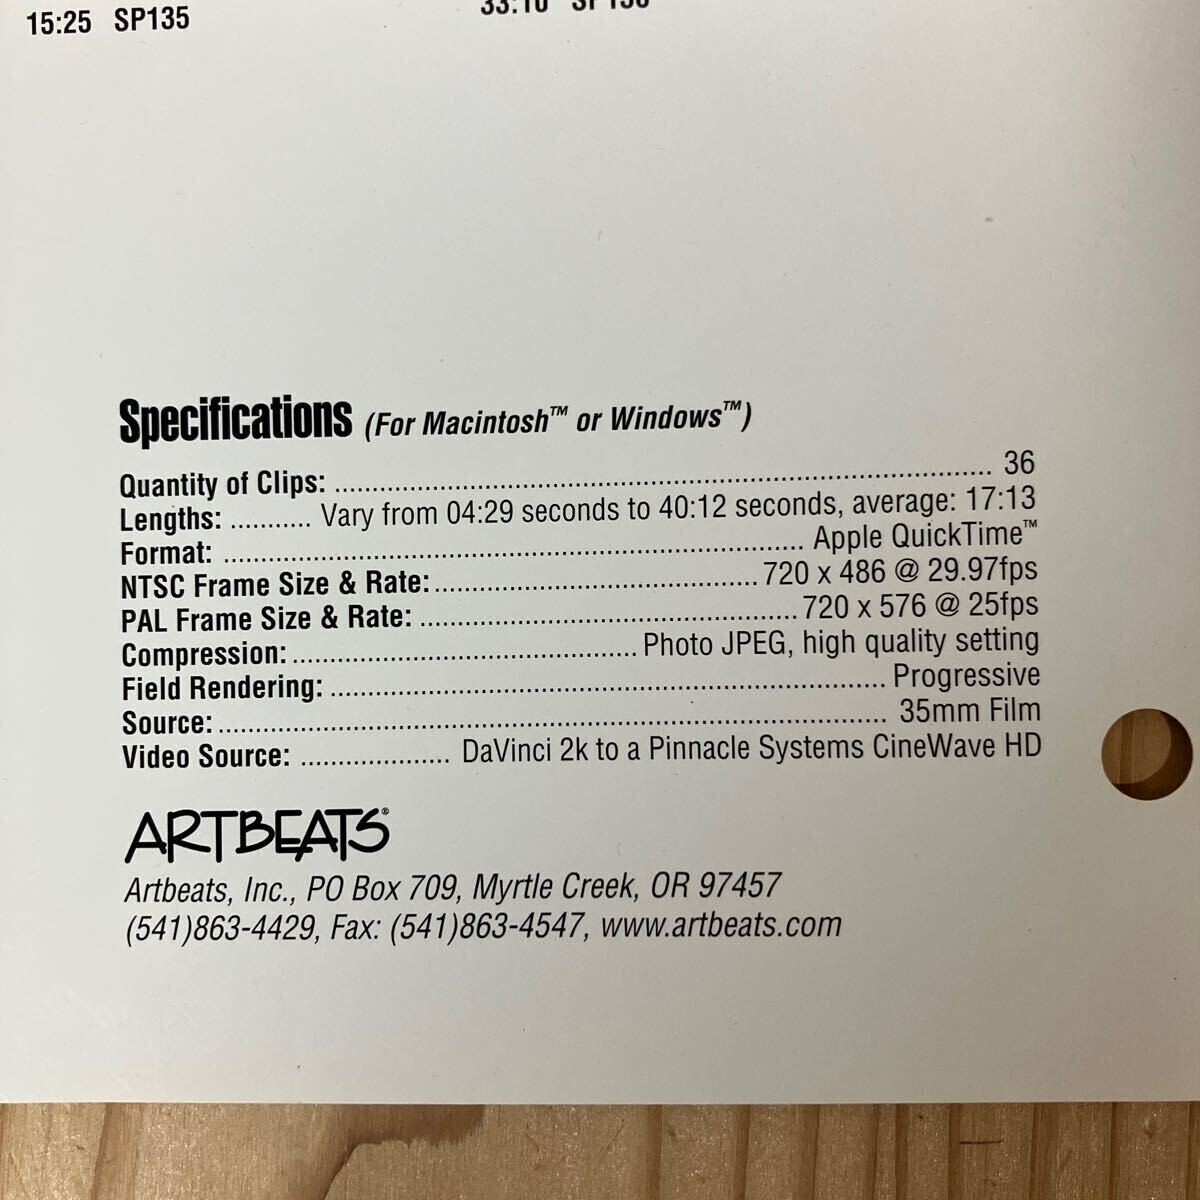 15:25 SP135
33:10 SP136
Specifications (For Macintosh™ or Windows™)
Quantity of Clips: ........................................................................................ 36
Lengths: ........... Vary from 04:29 seconds to 40:12 seconds, average: 17:13
Format: ............................................................................. Apple QuickTime™
NTSC Frame Size & Rate: ........................................... 720 x 486 @ 29.97fps
PAL Frame Size & Rate: .................................................. 720 x 576 @ 25fps
Compression: .............................................. Photo JPEG, high quality setting
Field Rendering: .......................................................................... Progressive
Source: ......................................................................................... 35mm Film
Video Source: .................... DaVinci 2k to a Pinnacle Systems CineWave HD
ARTBEATS®
Artbeats, Inc., PO Box 709, Myrtle Creek, OR 97457
(541)863-4429, Fax: (541)863-4547, www.artbeats.com